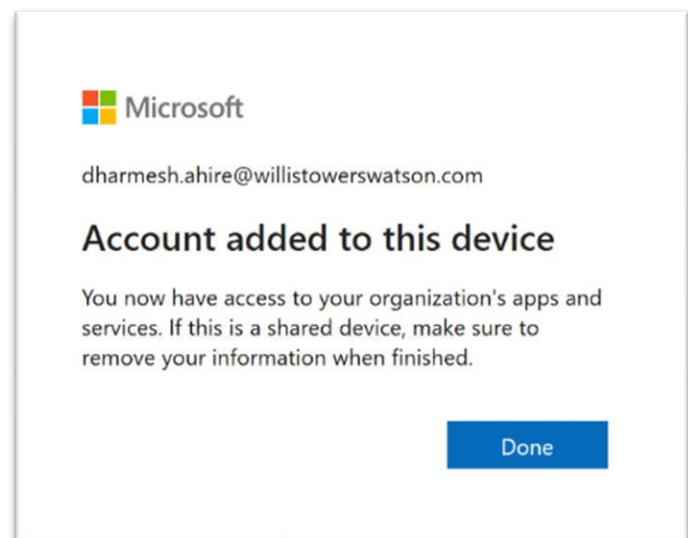 Microsoft
dharmesh.ahire@willistowerswatson.com
Account added to this device
You now have access to your organization's apps and
services. If this is a shared device, make sure to
remove your information when finished.
Done